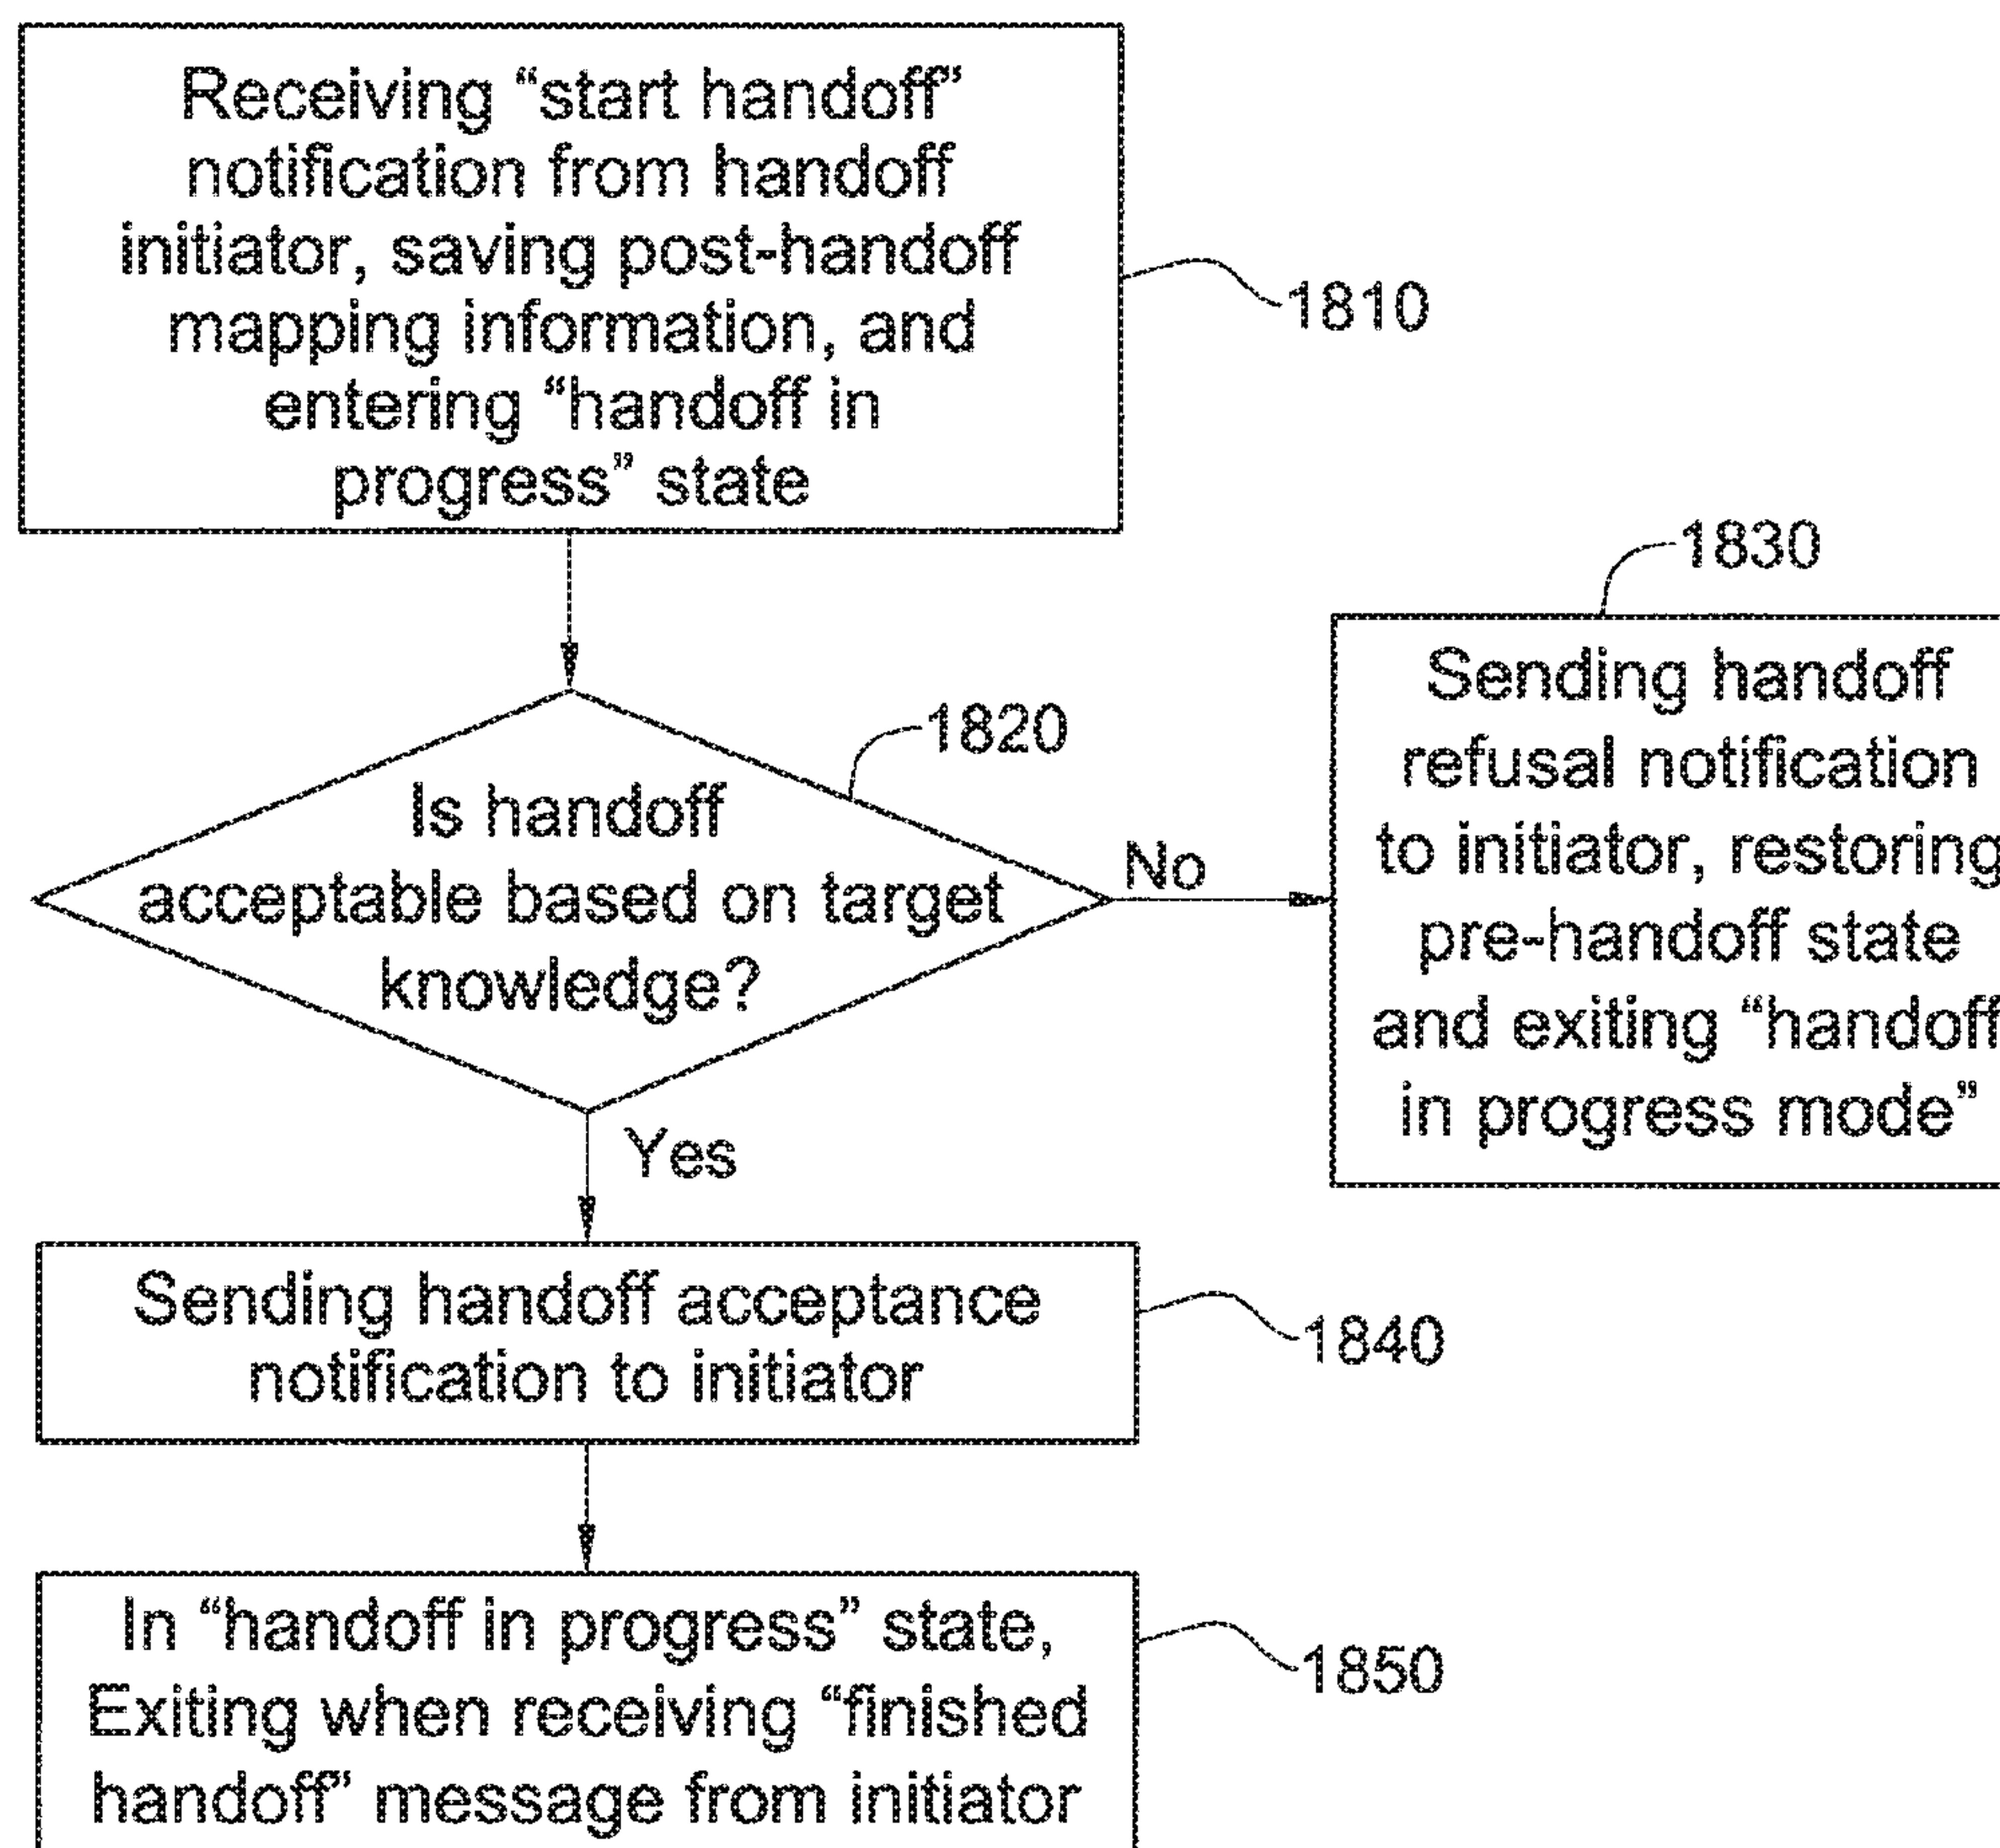 Receiving “start handoff”
notification from handoff
initiator, saving post-handoff
mapping information, and
entering “handoff in
progress” state
1810
1830
Sending handoff
refusal notification
to initiator, restoring
pre-handoff state
and exiting “handoff
in progress mode”
1820
Is handoff
acceptable based on target
knowledge?
No
Yes
Sending handoff acceptance
notification to initiator
1840
In “handoff in progress” state,
Exiting when receiving “finished
handoff” message from initiator
1850